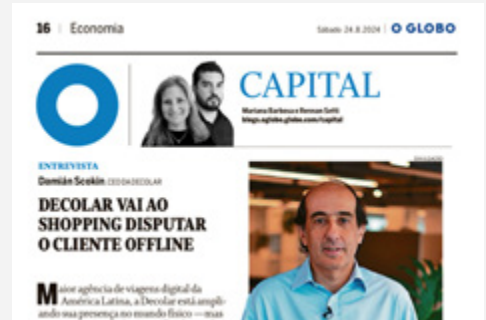 16 | Economia
Sábado 24.8.2024 | O GLOBO
CAPITAL
Mariana Barbosa e Rennan Setti
blogs.oglobo.globo.com/capital
ENTREVISTA
Damián Scokin / CEO DA DECOLAR
DIVULGAÇÃO
DECOLAR VAI AO
SHOPPING DISPUTAR
O CLIENTE OFFLINE
Maior agência de viagens digital da
América Latina, a Decolar está ampli-
ando sua presença no mundo físico — mas